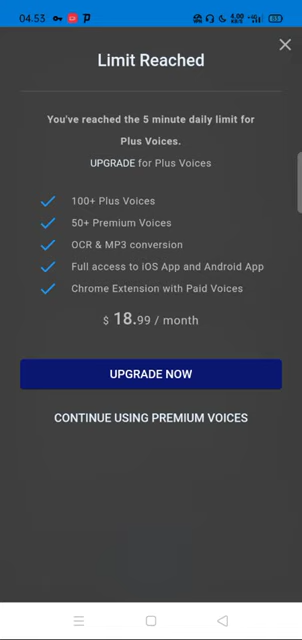 04.53
Limit Reached
You've reached the 5 minute daily limit for
Plus Voices.
UPGRADE for Plus Voices
100+ Plus Voices
50+ Premium Voices
OCR & MP3 conversion
Full access to iOS App and Android App
Chrome Extension with Paid Voices
$ 18.99 / month
UPGRADE NOW
CONTINUE USING PREMIUM VOICES